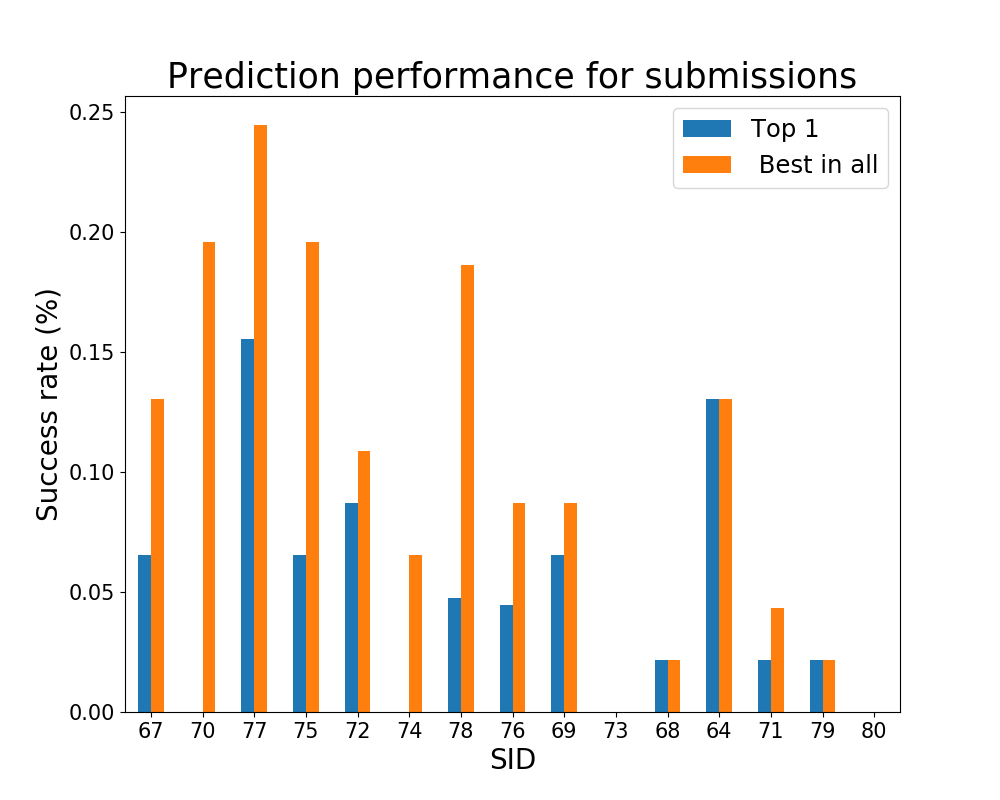 Prediction performance for submissions
Top 1
Best in all
Success rate (%)
0.25
0.20
0.15
0.10
0.05
0.00
67 70 77 75 72 74 78 76 69 73 68 64 71 79 80
SID